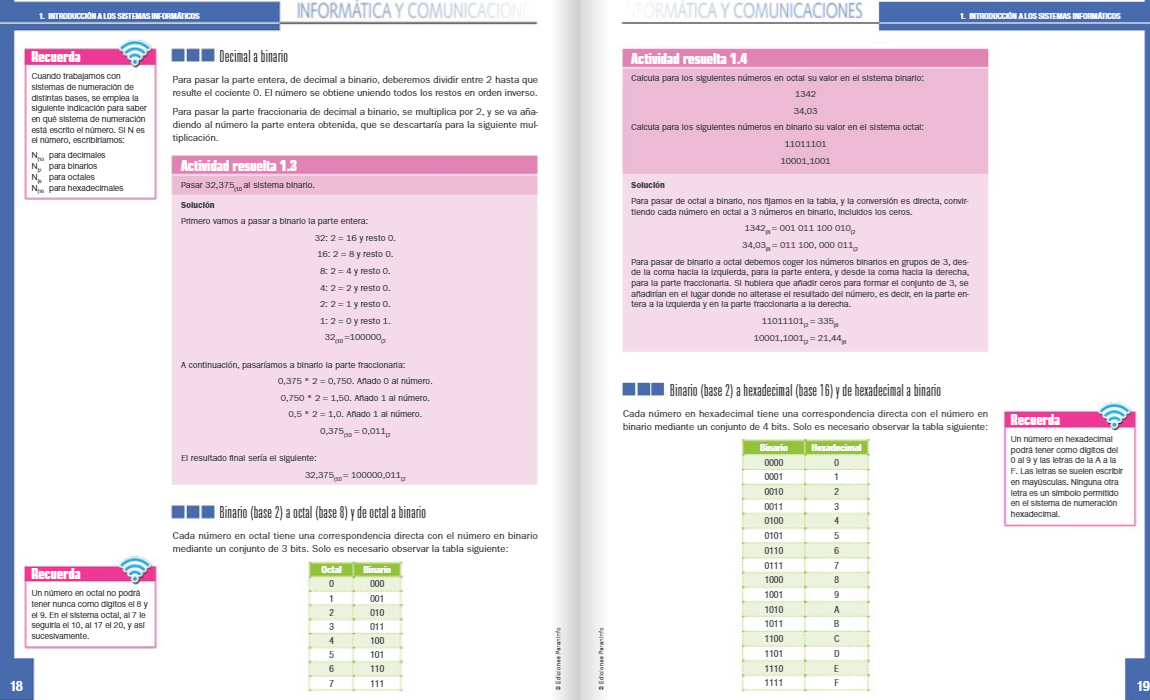 1. INTRODUCCIÓN A LOS SISTEMAS INFORMÁTICOS
INFORMÁTICA Y COMUNICACIONE
Recuerda
Cuando trabajamos con
sistemas de numeración de
distintas bases, se emplea la
siguiente indicación para saber
en qué sistema de numeración
está escrito el número. Si N es
el número, escribiríamos:
N(10 para decimales
N(2 para binarios
N(8 para octales
N(16 para hexadecimales
Decimal a binario
Para pasar la parte entera, de decimal a binario, deberemos dividir entre 2 hasta que
resulte el cociente 0. El número se obtiene uniendo todos los restos en orden inverso.
Para pasar la parte fraccionaria de decimal a binario, se multiplica por 2, y se va aña-
diendo al número la parte entera obtenida, que se descartaría para la siguiente mul-
tiplicación.
Actividad resuelta 1.3
Pasar 32,375(10 al sistema binario.
Solución
Primero vamos a pasar a binario la parte entera:
32: 2 = 16 y resto 0.
16: 2 = 8 y resto 0.
8: 2 = 4 y resto 0.
4: 2 = 2 y resto 0.
2: 2 = 1 y resto 0.
1: 2 = 0 y resto 1.
32(10 =100000(2
A continuación, pasaríamos a binario la parte fraccionaria:
0,375 * 2 = 0,750. Añado 0 al número.
0,750 * 2 = 1,50. Añado 1 al número.
0,5 * 2 = 1,0. Añado 1 al número.
0,375(10 = 0,011(2
El resultado final sería el siguiente:
32,375(10 = 100000,011(2
Binario (base 2) a octal (base 8) y de octal a binario
Cada número en octal tiene una correspondencia directa con el número en binario
mediante un conjunto de 3 bits. Solo es necesario observar la tabla siguiente:
Octal Binario
0 000
1 001
2 010
3 011
4 100
5 101
6 110
7 111
Recuerda
Un número en octal no podrá
tener nunca como dígitos el 8 y
el 9. En el sistema octal, al 7 le
seguiría el 10, al 17 el 20, y así
sucesivamente.
© Ediciones Paraninfo
18
INFORMÁTICA Y COMUNICACIONES
1. INTRODUCCIÓN A LOS SISTEMAS INFORMÁTICOS
Actividad resuelta 1.4
Calcula para los siguientes números en octal su valor en el sistema binario:
1342
34,03
Calcula para los siguientes números en binario su valor en el sistema octal:
11011101
10001,1001
Solución
Para pasar de octal a binario, nos fijamos en la tabla, y la conversión es directa, convir-
tiendo cada número en octal a 3 números en binario, incluidos los ceros.
1342(8 = 001 011 100 010(2
34,03(8 = 011 100, 000 011(2
Para pasar de binario a octal debemos coger los números binarios en grupos de 3, des-
de la coma hacia la izquierda, para la parte entera, y desde la coma hacia la derecha,
para la parte fraccionaria. Si hubiera que añadir ceros para formar el conjunto de 3, se
añadirían en el lugar donde no alterase el resultado del número, es decir, en la parte en-
tera a la izquierda y en la parte fraccionaria a la derecha.
11011101(2 = 335(8
10001,1001(2 = 21,44(8
Binario (base 2) a hexadecimal (base 16) y de hexadecimal a binario
Cada número en hexadecimal tiene una correspondencia directa con el número en
binario mediante un conjunto de 4 bits. Solo es necesario observar la tabla siguiente:
Binario Hexadecimal
0000 0
0001 1
0010 2
0011 3
0100 4
0101 5
0110 6
0111 7
1000 8
1001 9
1010 A
1011 B
1100 C
1101 D
1110 E
1111 F
Recuerda
Un número en hexadecimal
podrá tener como dígitos del
0 al 9 y las letras de la A a la
F. Las letras se suelen escribir
en mayúsculas. Ninguna otra
letra es un símbolo permitido
en el sistema de numeración
hexadecimal.
© Ediciones Paraninfo
19